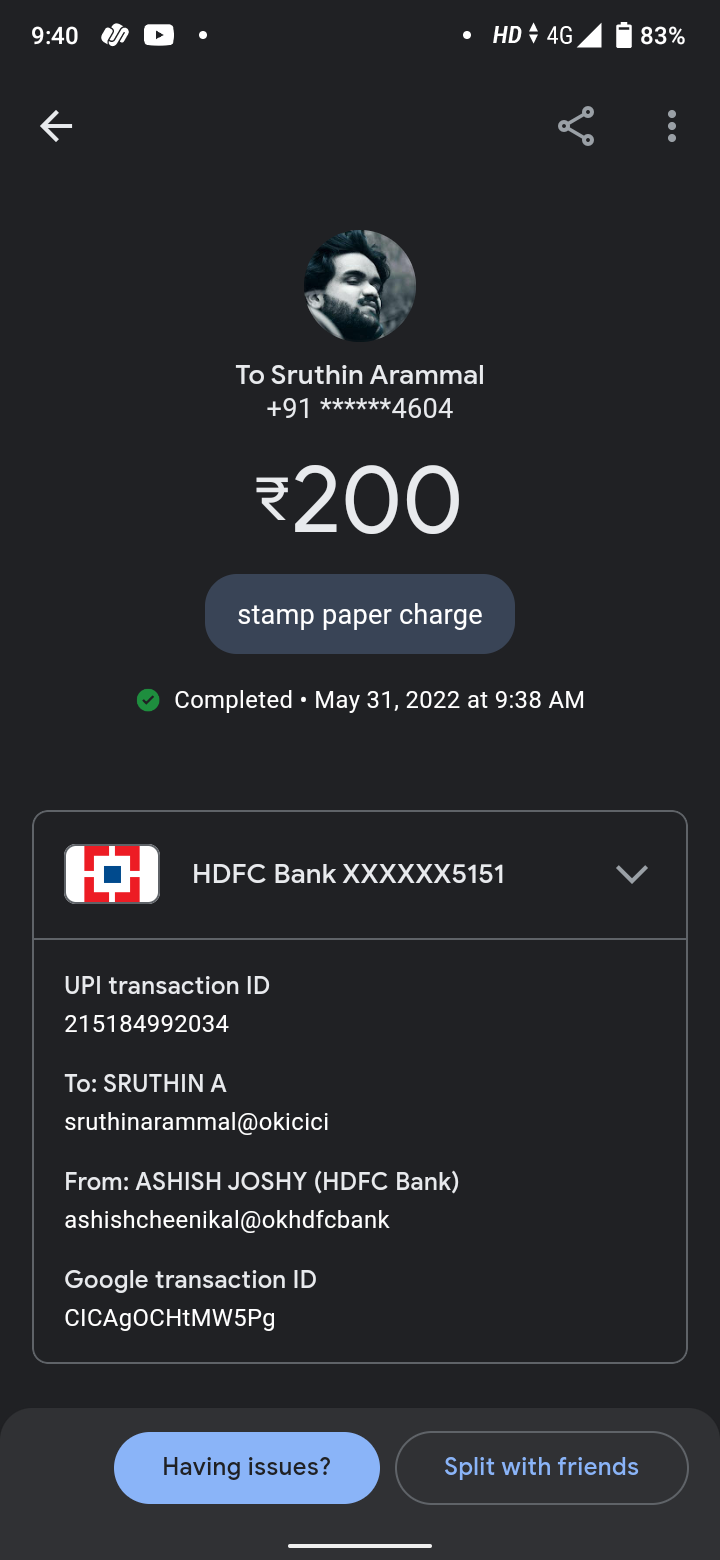 9:40 HD 4G 83%
To Sruthin Arammal
+91 ******4604
₹200
stamp paper charge
Completed • May 31, 2022 at 9:38 AM
HDFC Bank XXXXXX5151
UPI transaction ID
215184992034
To: SRUTHIN A
sruthinarammal@okicici
From: ASHISH JOSHY (HDFC Bank)
ashishcheenikal@okhdfcbank
Google transaction ID
CICAgOCHtMW5Pg
Having issues? Split with friends